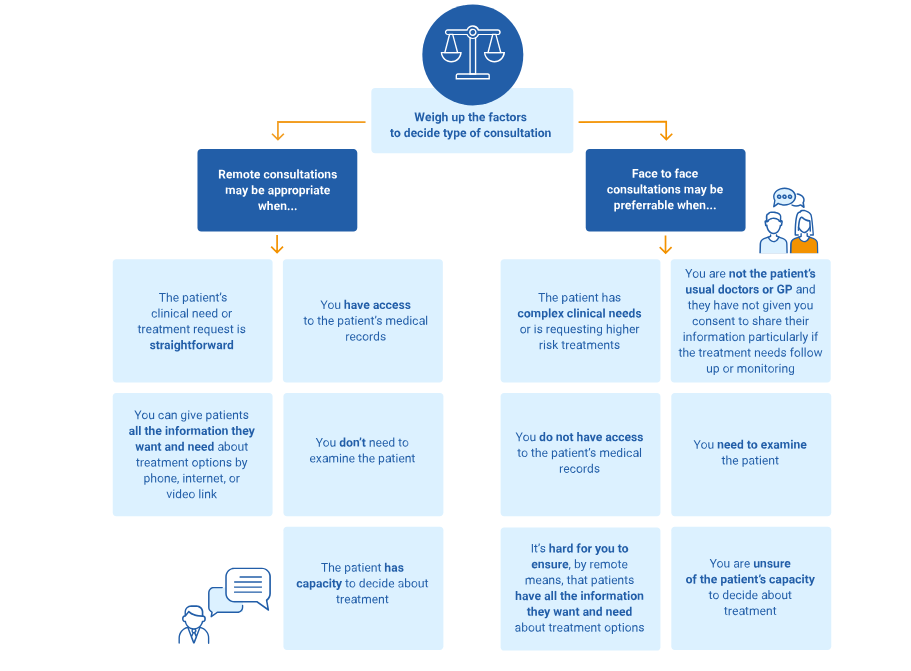 Weigh up the factors
to decide type of consultation
Remote consultations
may be appropriate
when...
The patient's
clinical need or
treatment request is
straightforward
You have access
to the patient's medical
records
You can give patients
all the information they
want and need about
treatment options by
phone, internet, or
video link
You don't need to
examine the patient
The patient has
capacity to decide about
treatment
Face to face
consultations may be
preferrable when...
The patient has
complex clinical needs
or is requesting higher
risk treatments
You are not the patient's
usual doctors or GP and
they have not given you
consent to share their
information particularly if
the treatment needs follow
up or monitoring
You do not have access
to the patient's medical
records
You need to examine
the patient
It's hard for you to
ensure, by remote
means, that patients
have all the information
they want and need
about treatment options
You are unsure
of the patient's capacity
to decide about
treatment